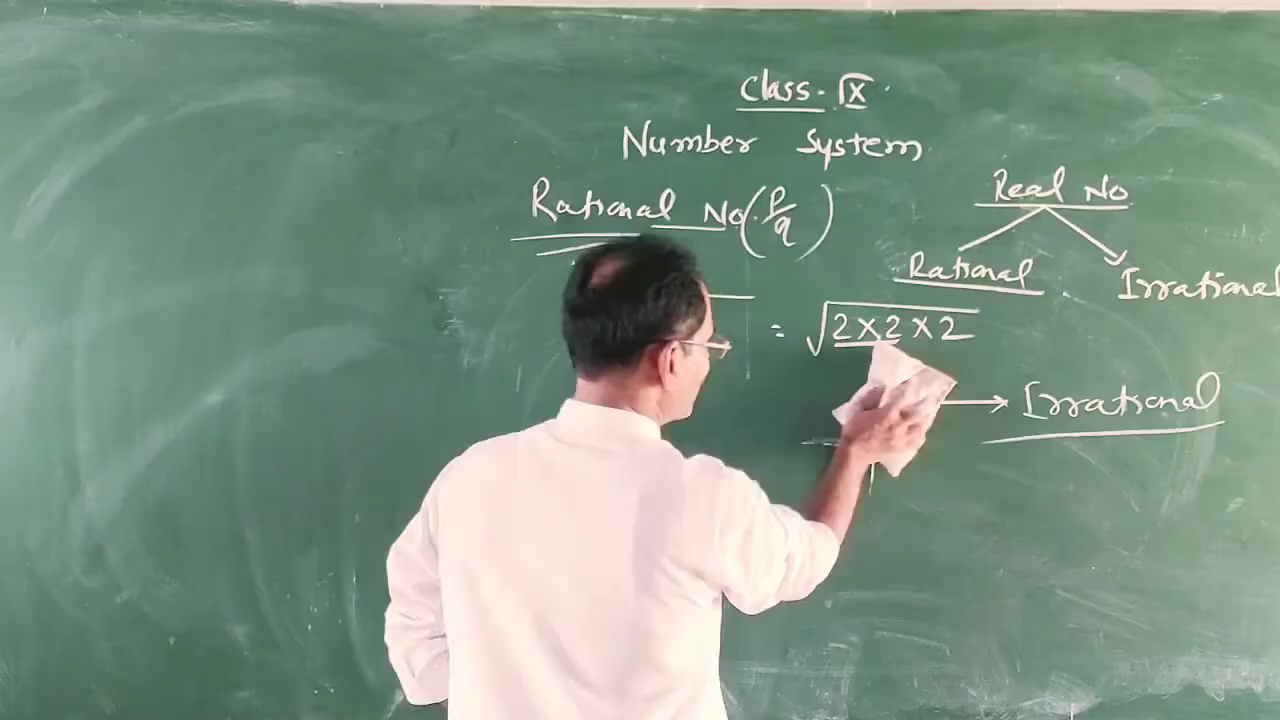 Class. IX.
Number System
Rational No. (p/q)
Real No
Rational Irrational
= √2×2×2
→ Irrational